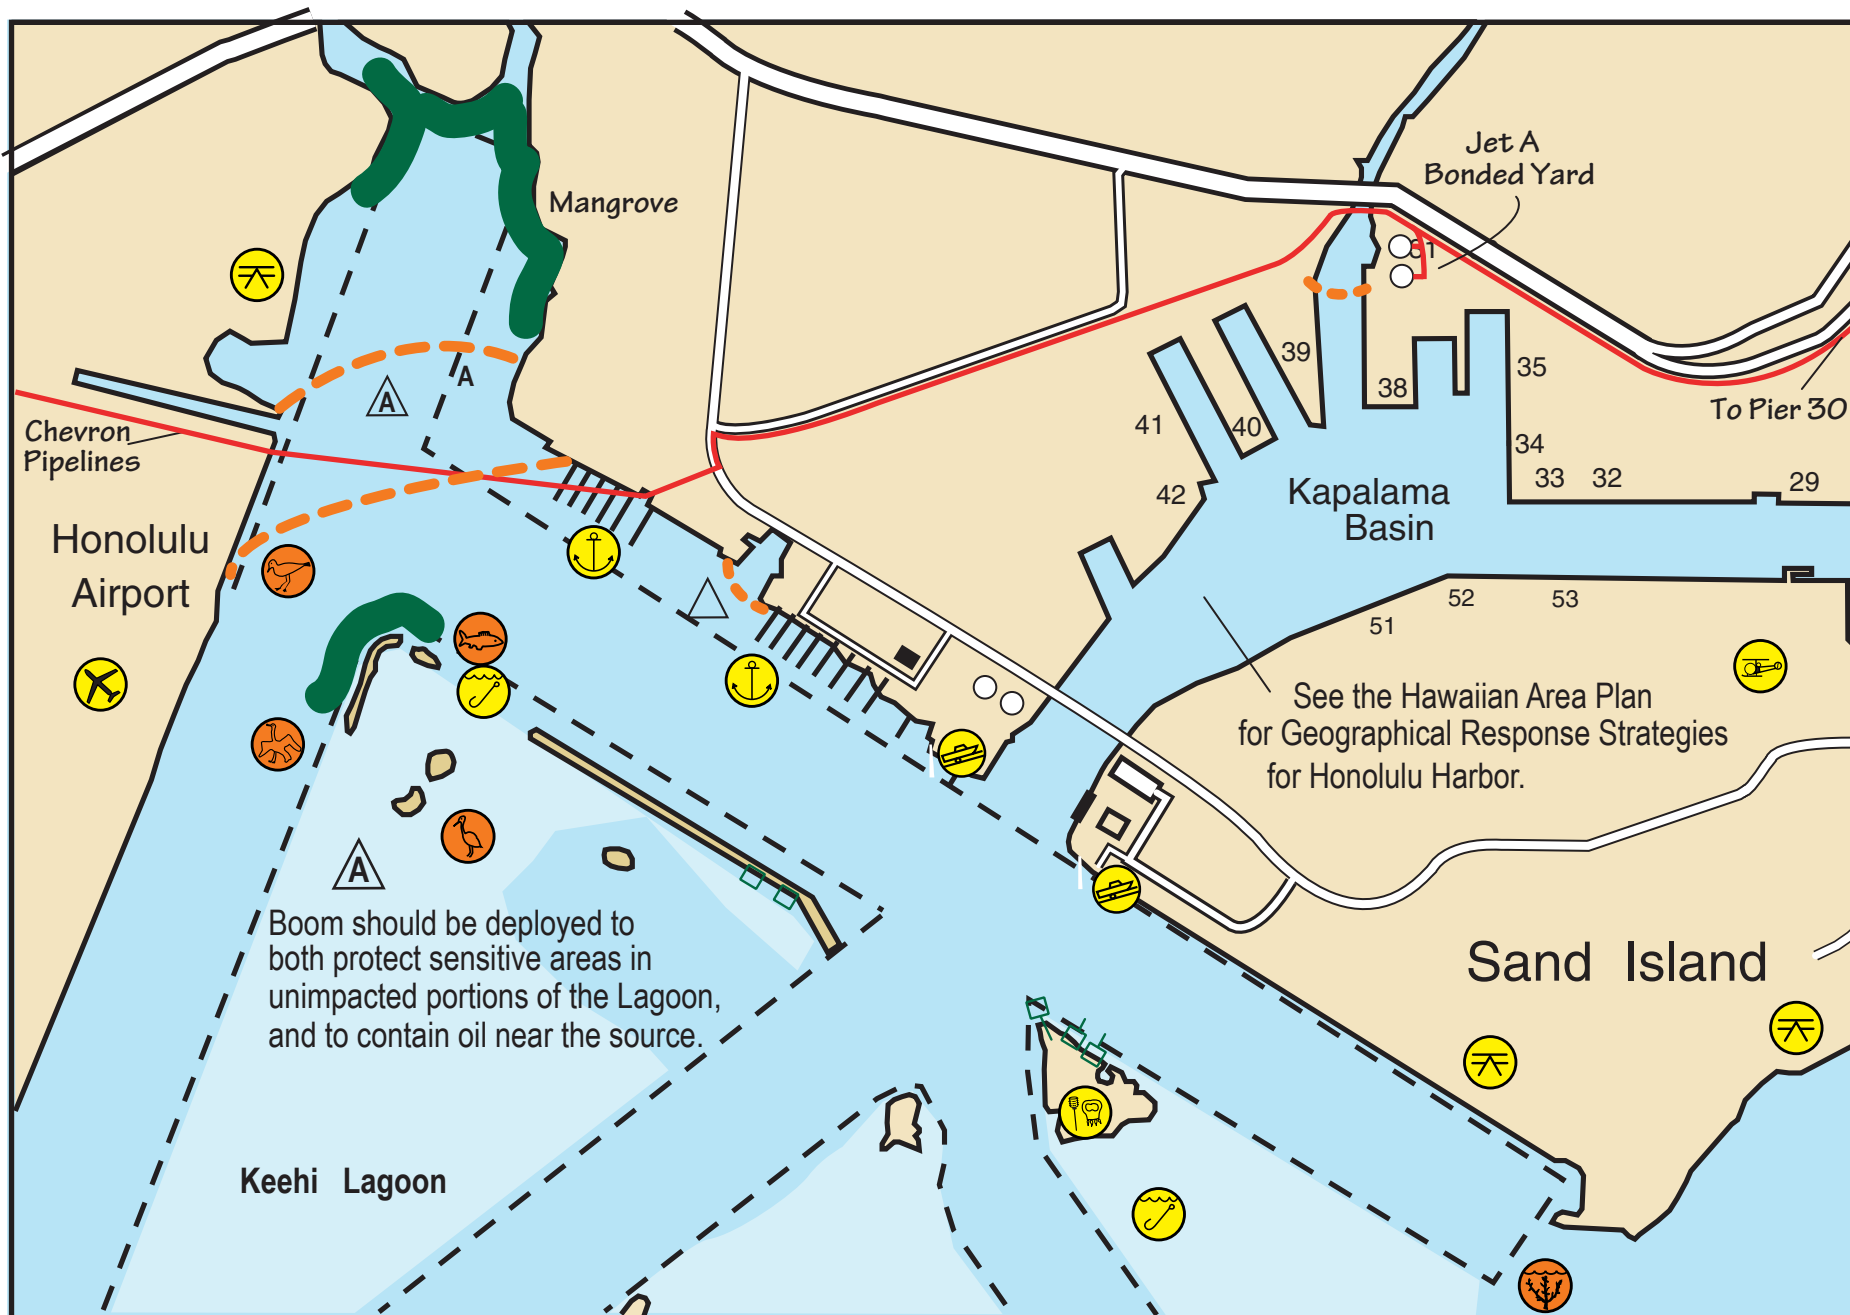 Jet A
Bonded Yard
Mangrove
61
39
35
A
A
38
To Pier 30
41
40
Chevron
Pipelines
34
33
32
29
42
Kapalama
Basin
Honolulu
Airport
52
53
51
See the Hawaiian Area Plan
for Geographical Response Strategies
for Honolulu Harbor.
A
Boom should be deployed to
both protect sensitive areas in
unimpacted portions of the Lagoon,
and to contain oil near the source.
Sand Island
Keehi Lagoon